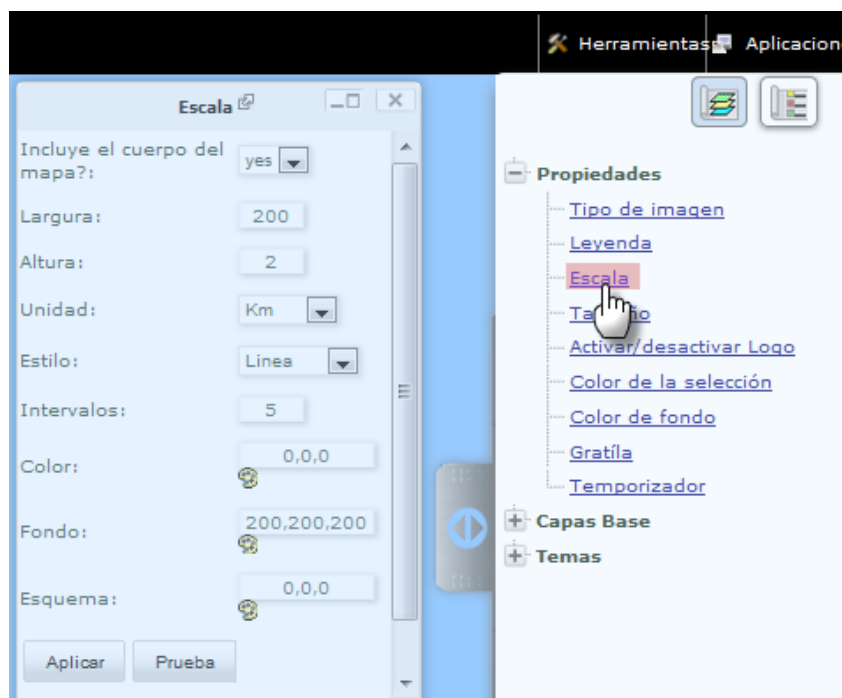 Herramientas
Aplicacion
Escala
Incluye el cuerpo del
mapa?:
yes
Largura:
200
Altura:
2
Unidad:
Km
Estilo:
Linea
Intervalos:
5
Color:
0,0,0
Fondo:
200,200,200
Esquema:
0,0,0
Aplicar
Prueba
Propiedades
Tipo de imagen
Leyenda
Escala
Activar/desactivar Logo
Color de la selección
Color de fondo
Gratíla
Temporizador
Capas Base
Temas